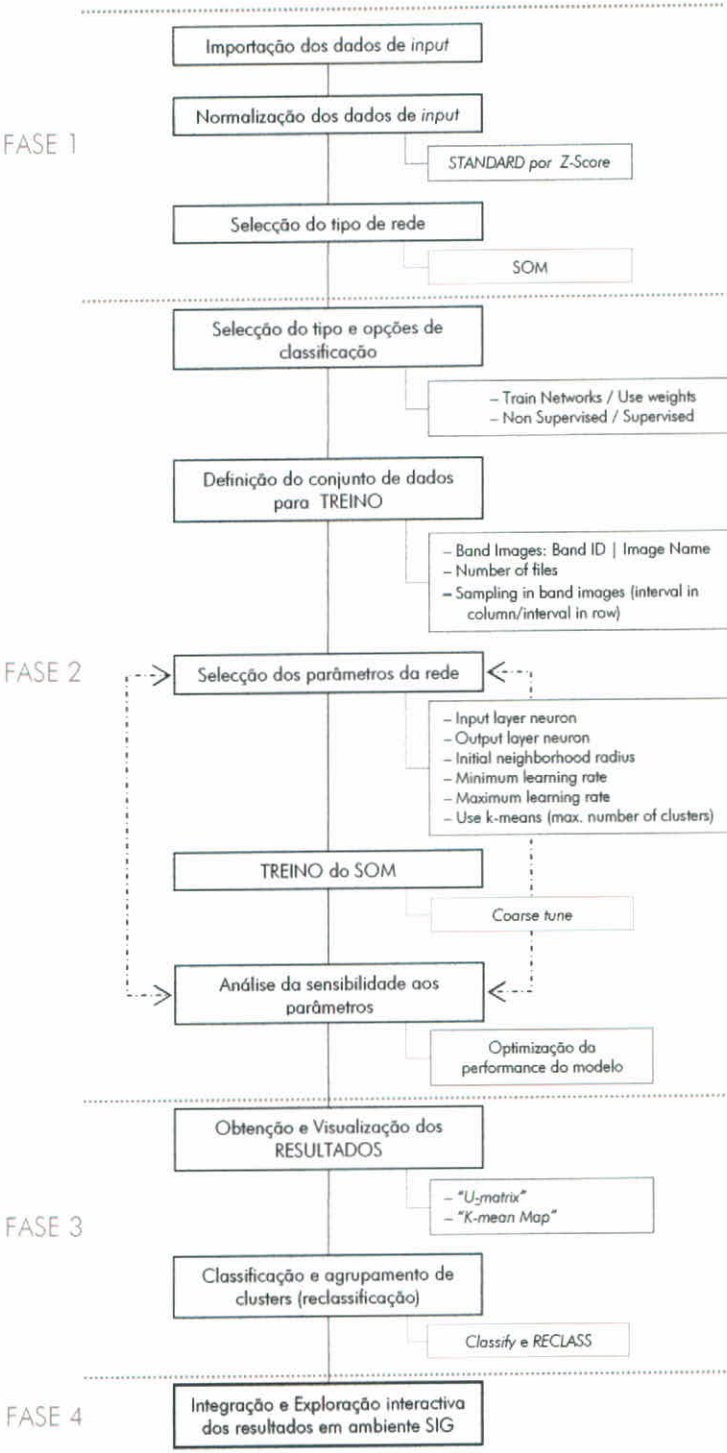 Importação dos dados de input
Normalização dos dados de input
FASE 1
STANDARD por Z-Score
Selecção do tipo de rede
SOM
Selecção do tipo e opções de
classificação
– Train Networks / Use weights
– Non Supervised / Supervised
Definição do conjunto de dados
para TREINO
– Band Images: Band ID | Image Name
– Number of files
– Sampling in band images (interval in
column/interval in row)
FASE 2
Selecção dos parâmetros da rede
– Input layer neuron
– Output layer neuron
– Initial neighborhood radius
– Minimum learning rate
– Maximum learning rate
– Use k-means (max. number of clusters)
TREINO do SOM
Coarse tune
Análise da sensibilidade aos
parâmetros
Optimização da
performance do modelo
Obtenção e Visualização dos
RESULTADOS
– "U-matrix"
– "K-mean Map"
FASE 3
Classificação e agrupamento de
clusters (reclassificação)
Classify e RECLASS
FASE 4
Integração e Exploração interactiva
dos resultados em ambiente SIG